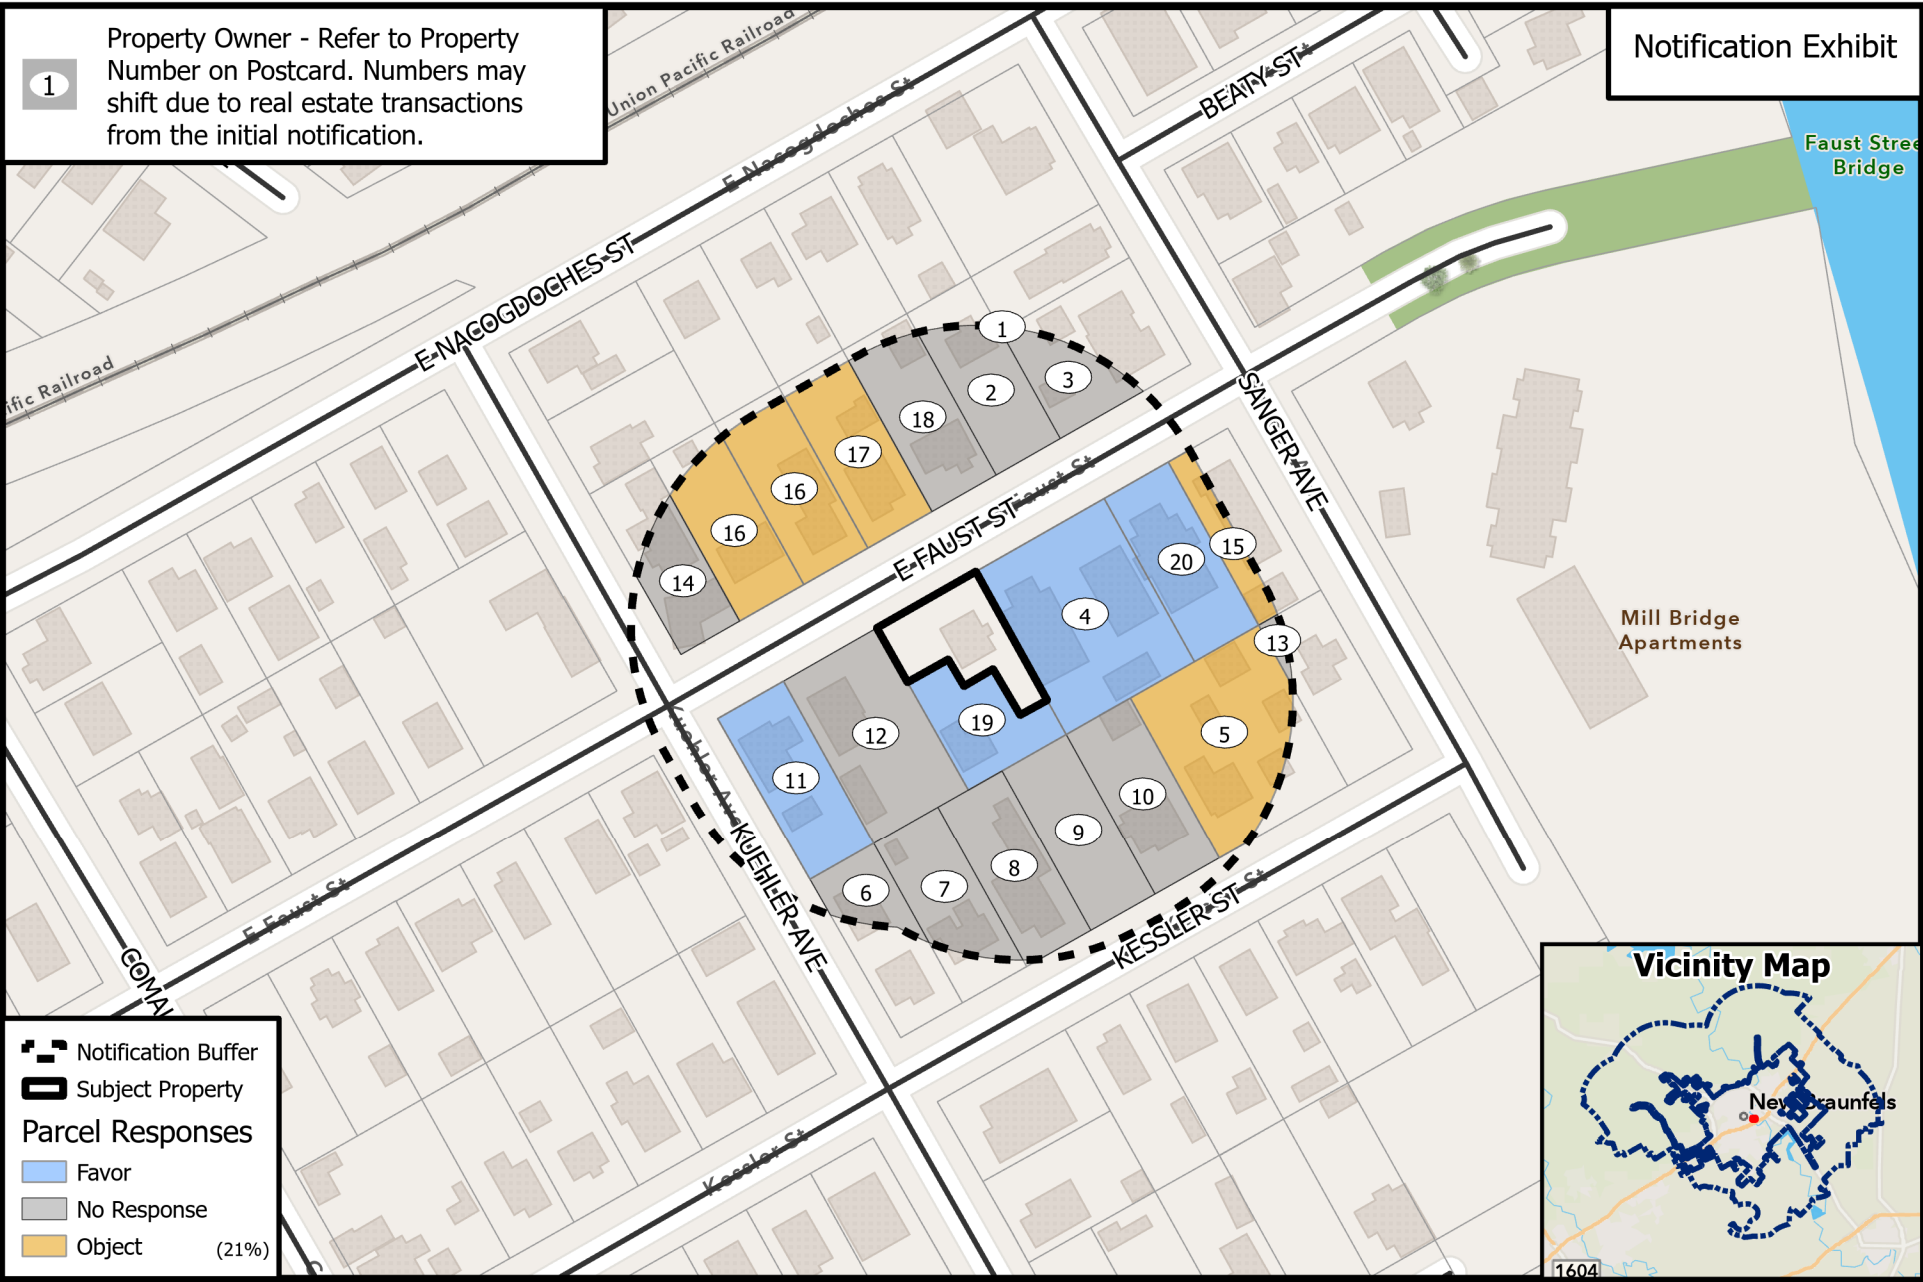 1
Property Owner - Refer to Property
Number on Postcard. Numbers may
shift due to real estate transactions
from the initial notification.
Notification Exhibit
Union Pacific Railroad
E Nacogdoches St
BEATY ST
Faust Stree
Bridge
E NACOGDOCHES ST
ific Railroad
1
2
3
18
17
16
16
14
SANGER AVE
E FAUST ST
Faust St
15
20
4
13
Mill Bridge
Apartments
5
19
12
11
10
9
8
7
6
Kuehler Ave
KUEHLER AVE
E Faust St
COMAL
KESSLER ST
St
Kessler St
Notification Buffer
Subject Property
Parcel Responses
Favor
No Response
Object (21%)
Vicinity Map
New Braunfels
1604